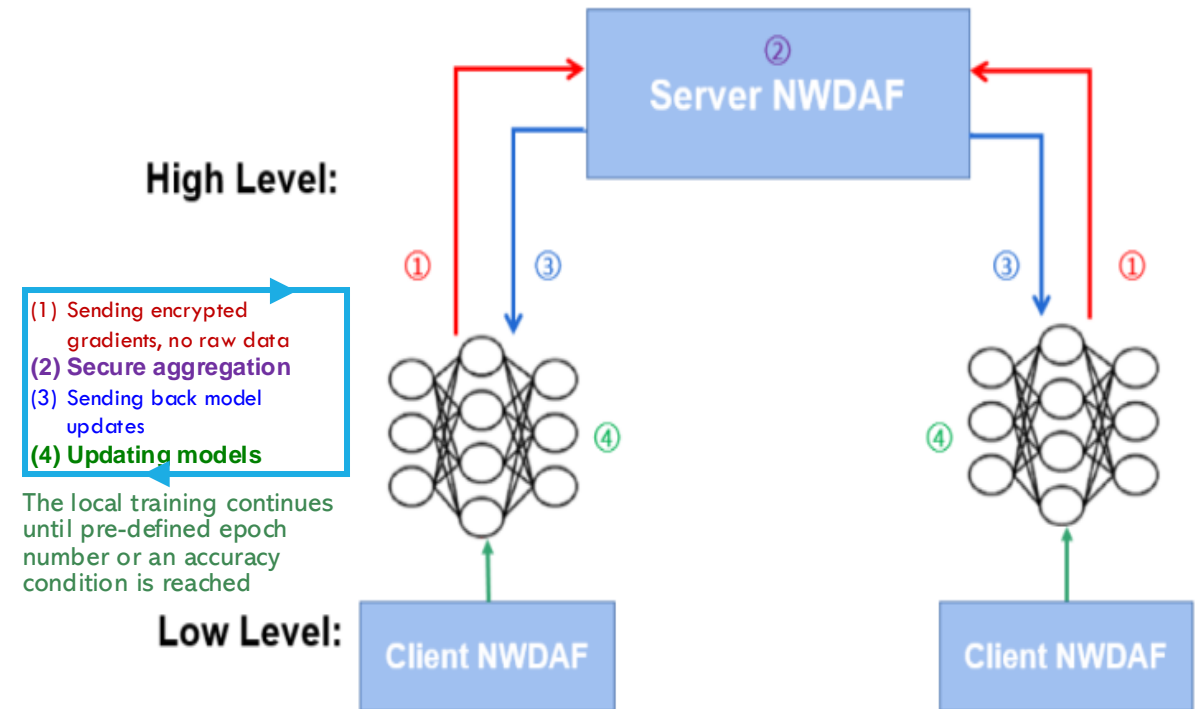 ②
Server NWDAF
High Level:
①
③
③
①
(1) Sending encrypted
gradients, no raw data
(2) Secure aggregation
(3) Sending back model
updates
(4) Updating models
④
④
The local training continues
until pre-defined epoch
number or an accuracy
condition is reached
Low Level:
Client NWDAF
Client NWDAF